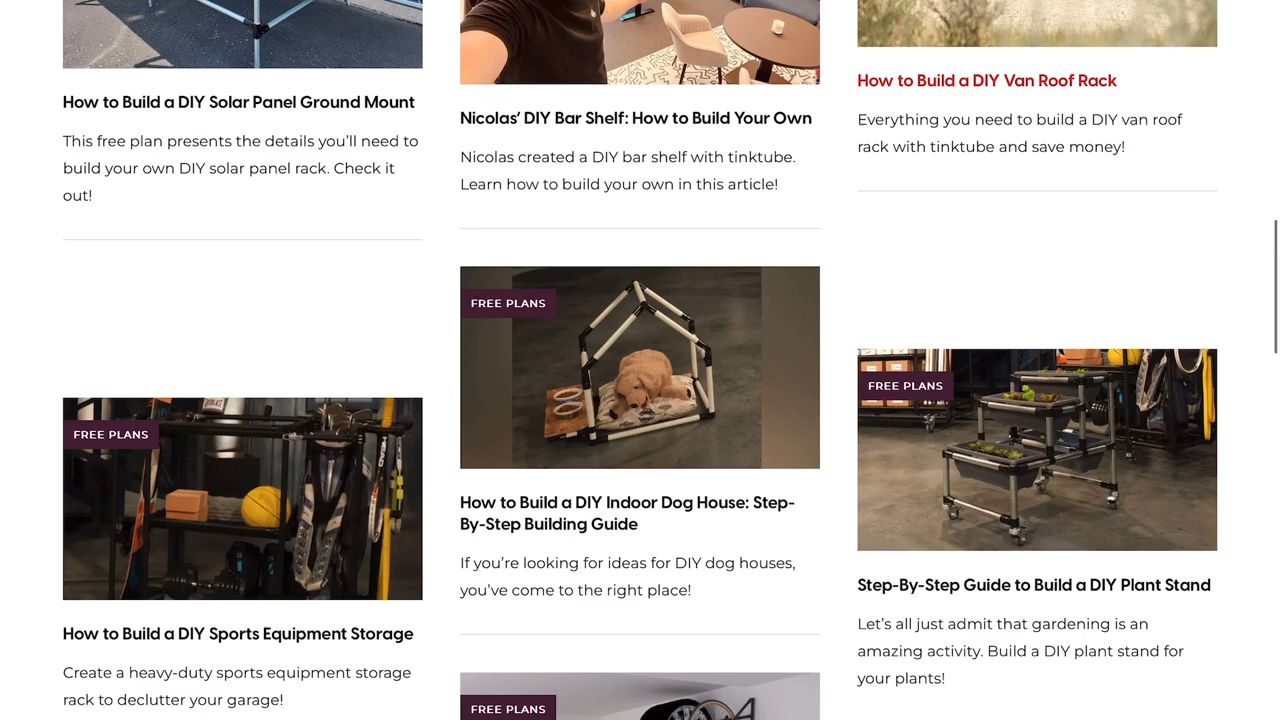 How to Build a DIY Solar Panel Ground Mount
This free plan presents the details you’ll need to
build your own DIY solar panel rack. Check it
out!
FREE PLANS
How to Build a DIY Sports Equipment Storage
Create a heavy-duty sports equipment storage
rack to declutter your garage!
Nicolas’ DIY Bar Shelf: How to Build Your Own
Nicolas created a DIY bar shelf with tinktube.
Learn how to build your own in this article!
FREE PLANS
How to Build a DIY Indoor Dog House: Step-
By-Step Building Guide
If you’re looking for ideas for DIY dog houses,
you’ve come to the right place!
FREE PLANS
How to Build a DIY Van Roof Rack
Everything you need to build a DIY van roof
rack with tinktube and save money!
FREE PLANS
Step-By-Step Guide to Build a DIY Plant Stand
Let’s all just admit that gardening is an
amazing activity. Build a DIY plant stand for
your plants!